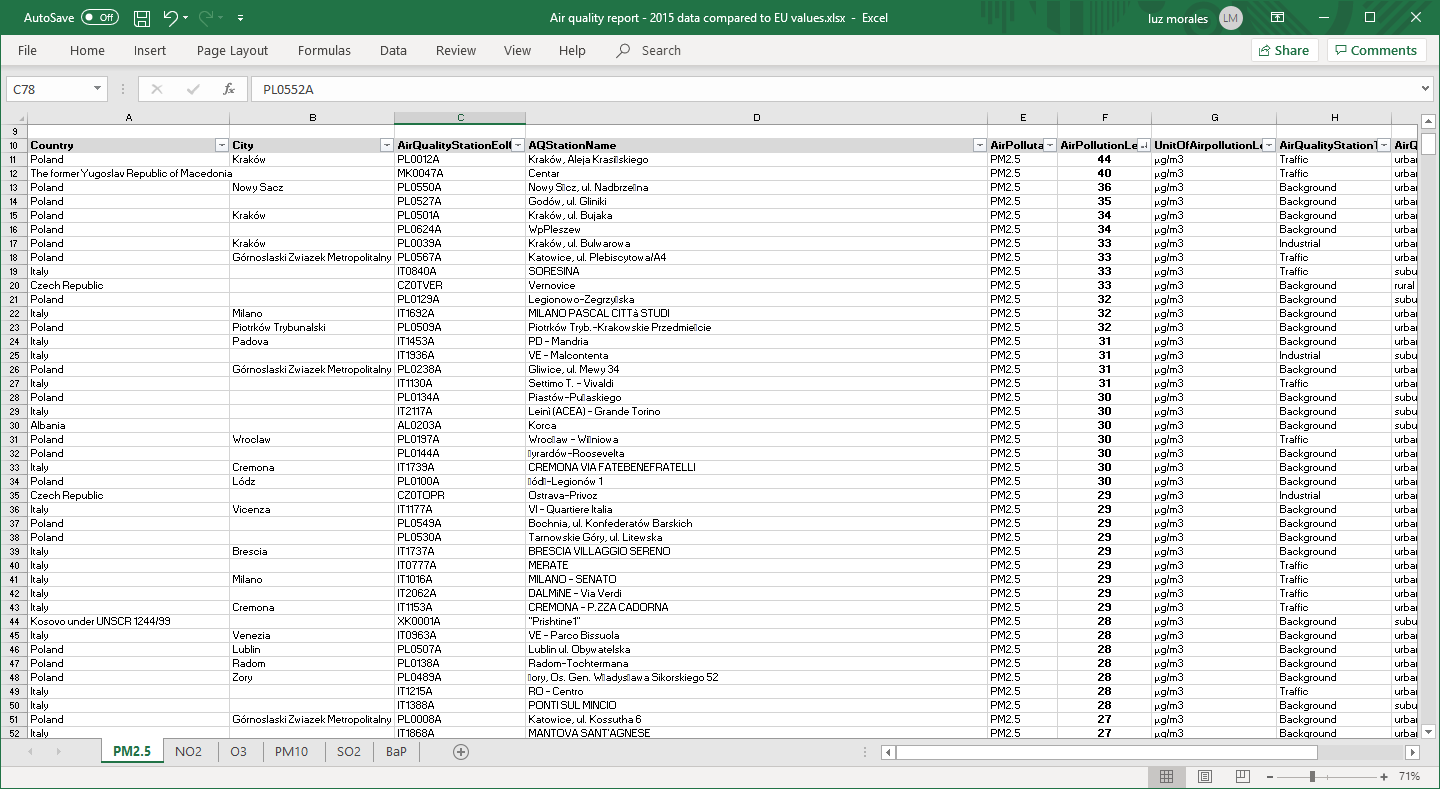 AutoSave Off Air quality report - 2015 data compared to EU values.xlsx - Excel luz morales LM
File Home Insert Page Layout Formulas Data Review View Help Search Share Comments
C78 fx PL0552A
A B C D E F G H
9
10 Country City AirQualityStationEoI AQStationName AirPolluta AirPollutionLe UnitOfAirpollutionLe AirQualityStationT AirQ
11 Poland Kraków PL0012A Kraków, Aleja Krasi▯skiego PM2.5 44 µg/m3 Traffic urbar
12 The former Yugoslav Republic of Macedonia MK0047A Centar PM2.5 40 µg/m3 Traffic urbar
13 Poland Nowy Sacz PL0550A Nowy S▯cz, ul. Nadbrze▯na PM2.5 36 µg/m3 Background urbar
14 Poland PL0527A Godów, ul. Gliniki PM2.5 35 µg/m3 Background urbar
15 Poland Kraków PL0501A Kraków, ul. Bujaka PM2.5 34 µg/m3 Background urbar
16 Poland PL0624A WpPleszew PM2.5 34 µg/m3 Background urbar
17 Poland Kraków PL0039A Kraków, ul. Bulwarowa PM2.5 33 µg/m3 Industrial urbar
18 Poland Górnoslaski Zwiazek Metropolitalny PL0567A Katowice, ul. Plebiscytowa/A4 PM2.5 33 µg/m3 Traffic urbar
19 Italy IT0840A SORESINA PM2.5 33 µg/m3 Traffic subu
20 Czech Republic CZ0TVER Vernovice PM2.5 33 µg/m3 Background rural
21 Poland PL0129A Legionowo-Zegrzy▯ska PM2.5 32 µg/m3 Background subu
22 Italy Milano IT1692A MILANO PASCAL CITTà STUDI PM2.5 32 µg/m3 Background urbar
23 Poland Piotrków Trybunalski PL0509A Piotrków Tryb.-Krakowskie Przedmie▯cie PM2.5 32 µg/m3 Background urbar
24 Italy Padova IT1453A PD - Mandria PM2.5 31 µg/m3 Background urbar
25 Italy IT1936A VE - Malcontenta PM2.5 31 µg/m3 Industrial subu
26 Poland Górnoslaski Zwiazek Metropolitalny PL0238A Gliwice, ul. Mewy 34 PM2.5 31 µg/m3 Background urbar
27 Italy IT1130A Settimo T. - Vivaldi PM2.5 31 µg/m3 Traffic urbar
28 Poland PL0134A Piastów-Pu▯askiego PM2.5 30 µg/m3 Background subu
29 Italy IT2117A Leinì (ACEA) - Grande Torino PM2.5 30 µg/m3 Background subu
30 Albania AL0203A Korca PM2.5 30 µg/m3 Background subu
31 Poland Wroclaw PL0197A Wroc▯aw - Wi▯niowa PM2.5 30 µg/m3 Traffic urbar
32 Poland PL0144A ▯yrardów-Roosevelta PM2.5 30 µg/m3 Background urbar
33 Italy Cremona IT1739A CREMONA VIA FATEBENEFRATELLI PM2.5 30 µg/m3 Background urbar
34 Poland Lódz PL0100A ▯ód▯-Legionów 1 PM2.5 30 µg/m3 Background urbar
35 Czech Republic CZ0TOPR Ostrava-Privoz PM2.5 29 µg/m3 Industrial urbar
36 Italy Vicenza IT1177A VI - Quartiere Italia PM2.5 29 µg/m3 Background urbar
37 Poland PL0549A Bochnia, ul. Konfederatów Barskich PM2.5 29 µg/m3 Background urbar
38 Poland PL0530A Tarnowskie Góry, ul. Litewska PM2.5 29 µg/m3 Background urbar
39 Italy Brescia IT1737A BRESCIA VILLAGGIO SERENO PM2.5 29 µg/m3 Background urbar
40 Italy IT0777A MERATE PM2.5 29 µg/m3 Traffic urbar
41 Italy Milano IT1016A MILANO - SENATO PM2.5 29 µg/m3 Traffic urbar
42 Italy IT2062A DALMiNE - Via Verdi PM2.5 29 µg/m3 Traffic urbar
43 Italy Cremona IT1153A CREMONA - P.ZZA CADORNA PM2.5 29 µg/m3 Traffic urbar
44 Kosovo under UNSCR 1244/99 XK0001A "Prishtine1" PM2.5 28 µg/m3 Background subu
45 Italy Venezia IT0963A VE - Parco Bissuola PM2.5 28 µg/m3 Background urbar
46 Poland Lublin PL0507A Lublin ul. Obywatelska PM2.5 28 µg/m3 Background urbar
47 Poland Radom PL0138A Radom-Tochtermana PM2.5 28 µg/m3 Background urbar
48 Poland Zory PL0489A ▯ory, Os. Gen. W▯adys▯awa Sikorskiego 52 PM2.5 28 µg/m3 Background urbar
49 Italy IT1215A RO - Centro PM2.5 28 µg/m3 Traffic urbar
50 Italy IT1388A PONTI SUL MINCIO PM2.5 28 µg/m3 Background subu
51 Poland Górnoslaski Zwiazek Metropolitalny PL0008A Katowice, ul. Kossutha 6 PM2.5 27 µg/m3 Background urbar
52 Italy IT1868A MANTOVA SANT'AGNESE PM2.5 27 µg/m3 Background urbar
PM2.5 NO2 O3 PM10 SO2 BaP
71%